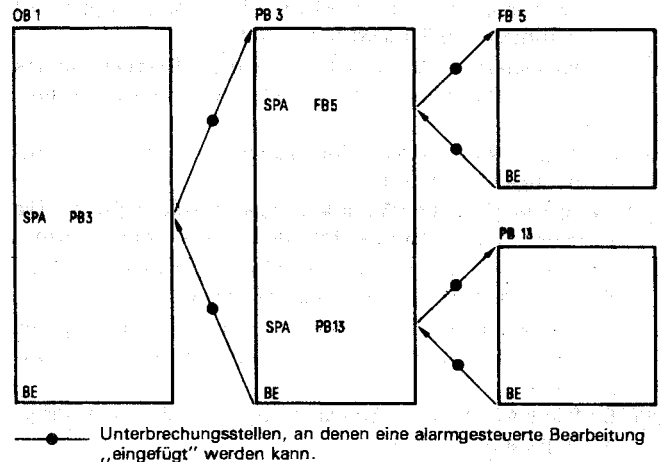 OB 1
PB 3
FB 5
SPA FB5
BE
SPA PB3
PB 13
SPA PB13
BE
BE
BE
Unterbrechungsstellen, an denen eine alarmgesteuerte Bearbeitung
,,eingefügt" werden kann.